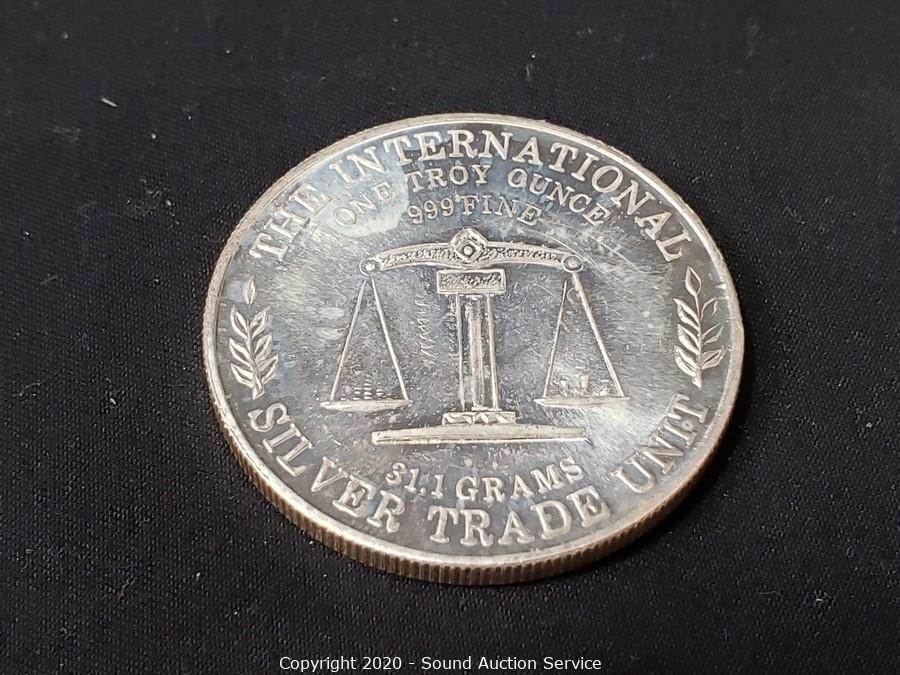 THE INTERNATIONAL
ONE TROY OUNCE
999 FINE
31.1 GRAMS
SILVER TRADE UNIT
Copyright 2020 - Sound Auction Service